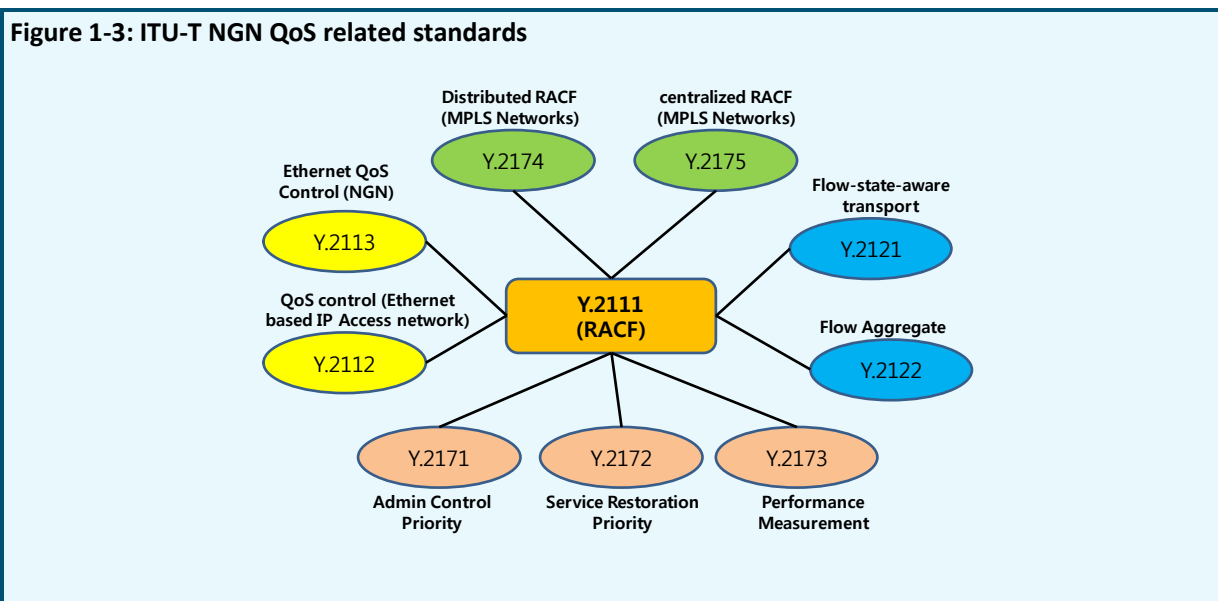 Figure 1-3: ITU-T NGN QoS related standards
Distributed RACF
(MPLS Networks)
Y.2174
centralized RACF
(MPLS Networks)
Y.2175
Ethernet QoS
Control (NGN)
Y.2113
Flow-state-aware
transport
Y.2121
QoS control (Ethernet
based IP Access network)
Y.2112
Y.2111
(RACF)
Flow Aggregate
Y.2122
Y.2171
Admin Control
Priority
Y.2172
Service Restoration
Priority
Y.2173
Performance
Measurement